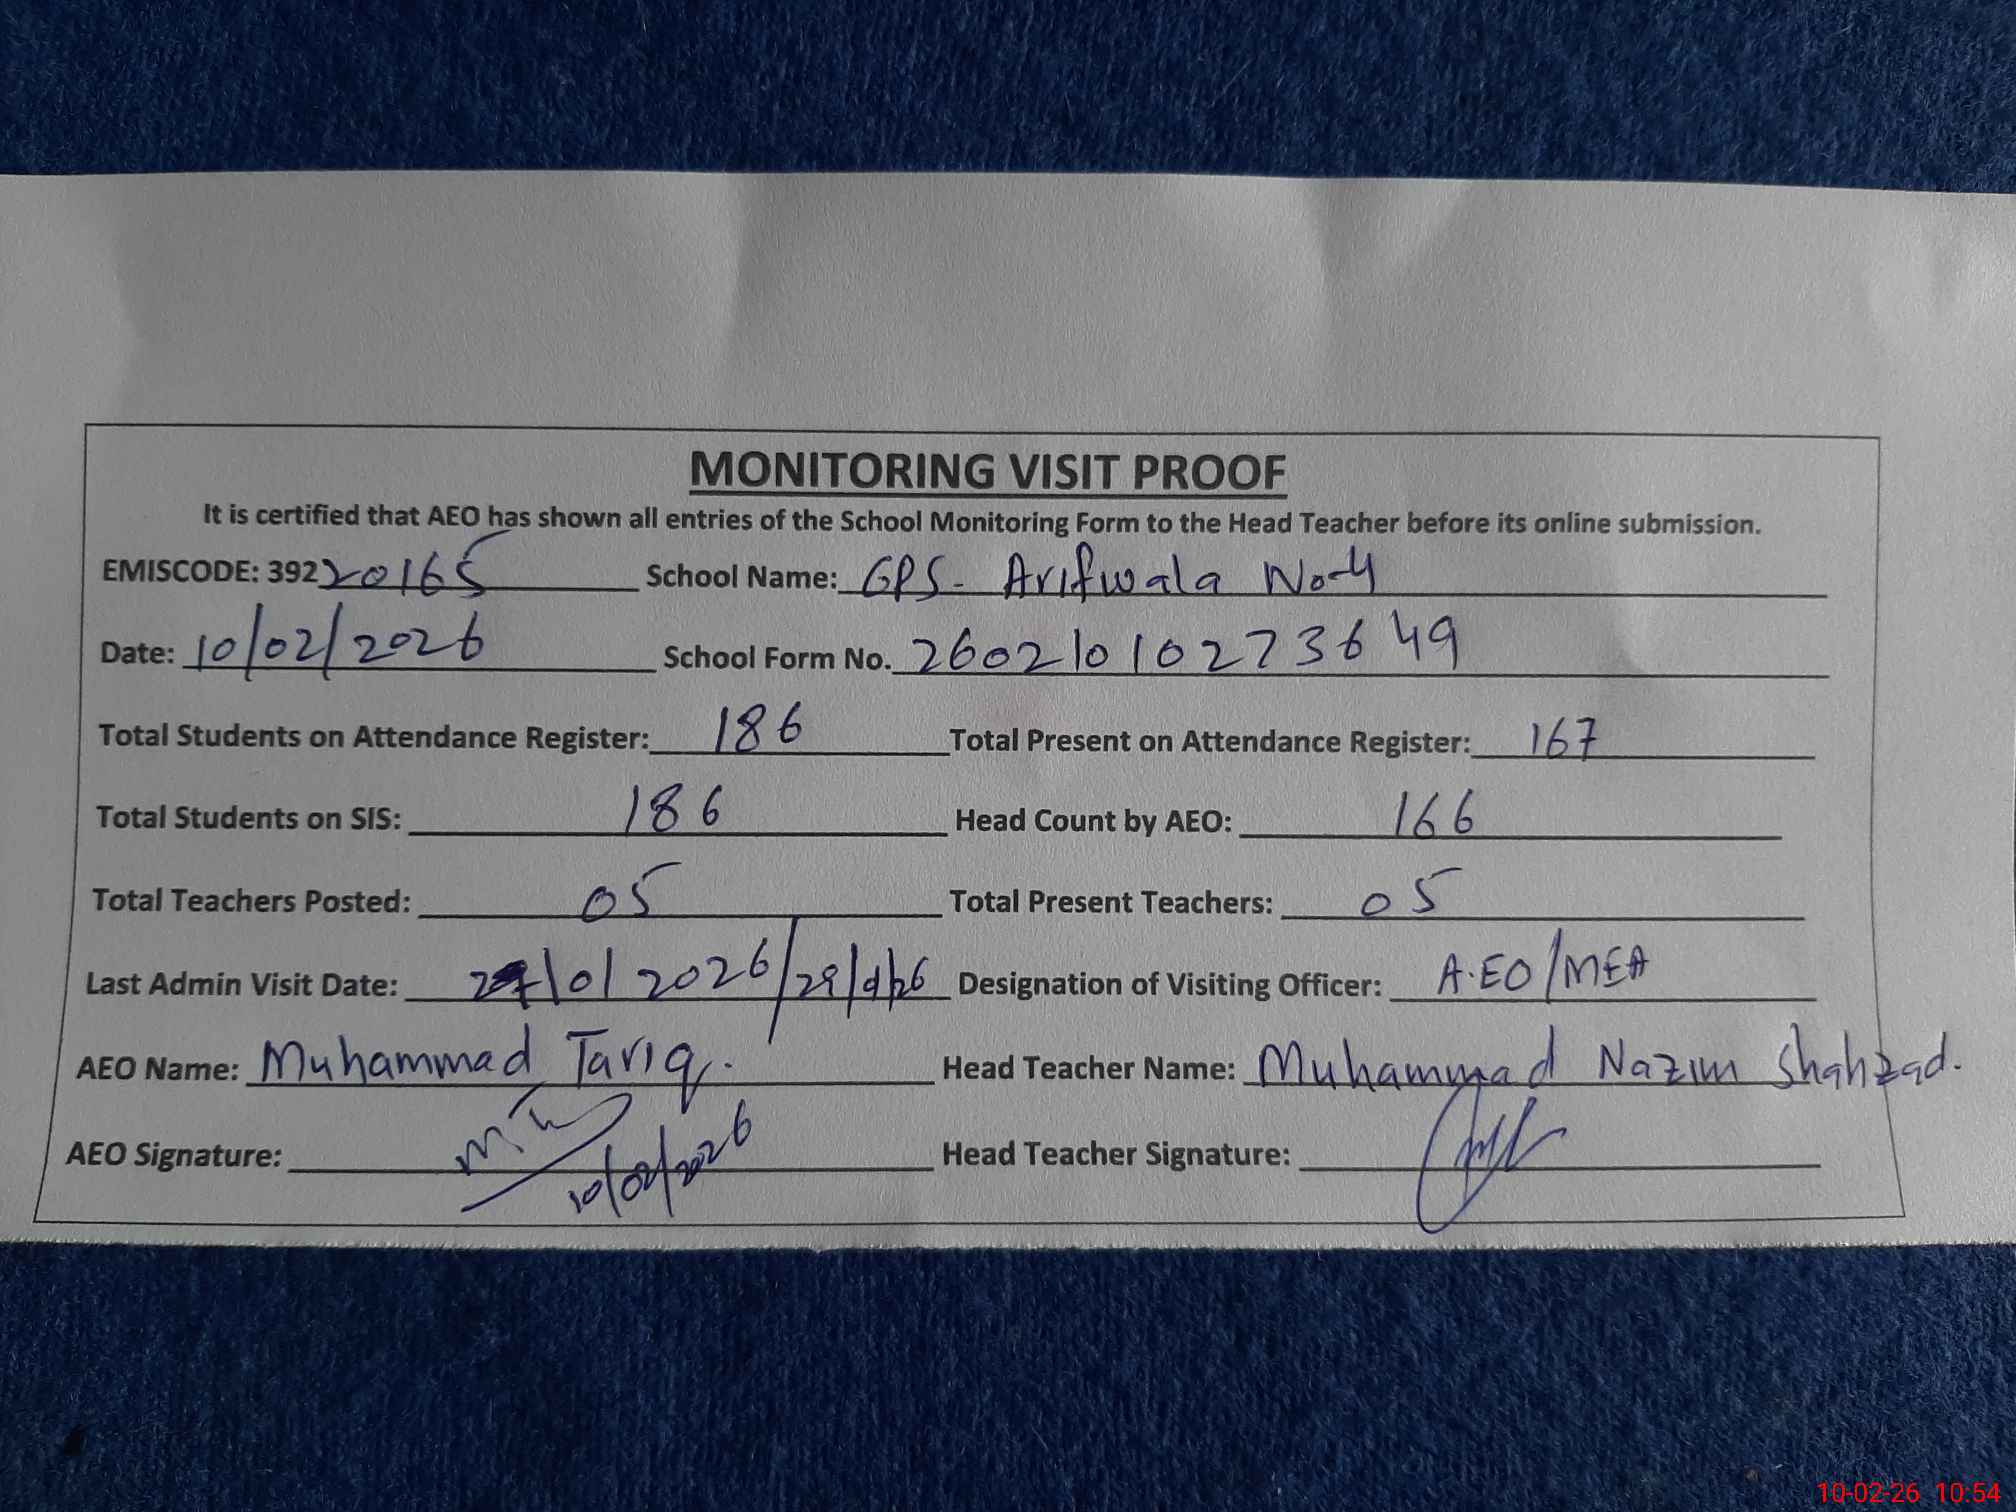 MONITORING VISIT PROOF
It is certified that AEO has shown all entries of the School Monitoring Form to the Head Teacher before its online submission.
EMISCODE: 39220165 School Name: GPS- Arifwala No-4
Date: 10/02/2026 School Form No. 260210102273649
Total Students on Attendance Register: 186 Total Present on Attendance Register: 167
Total Students on SIS: 186 Head Count by AEO: 166
Total Teachers Posted: 05 Total Present Teachers: 05
Last Admin Visit Date: /01 2026/29/1/26 Designation of Visiting Officer: A.EO/MEA
AEO Name: Muhammad Tariq. Head Teacher Name: Muhammad Nazim Shahzad.
AEO Signature: 10/02/2026 Head Teacher Signature:
10-02-26 10:54